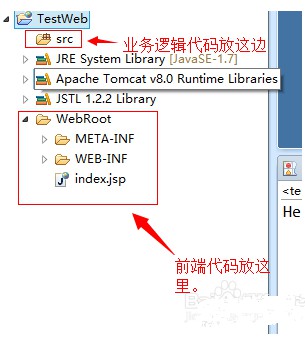 TestWeb
src
业务逻辑代码放这边
JRE System Library [JavaSE-1.7]
Apache Tomcat v8.0 Runtime Libraries
JSTL 1.2.2 Library
WebRoot
META-INF
WEB-INF
index.jsp
<te
He
前端代码放这
里。